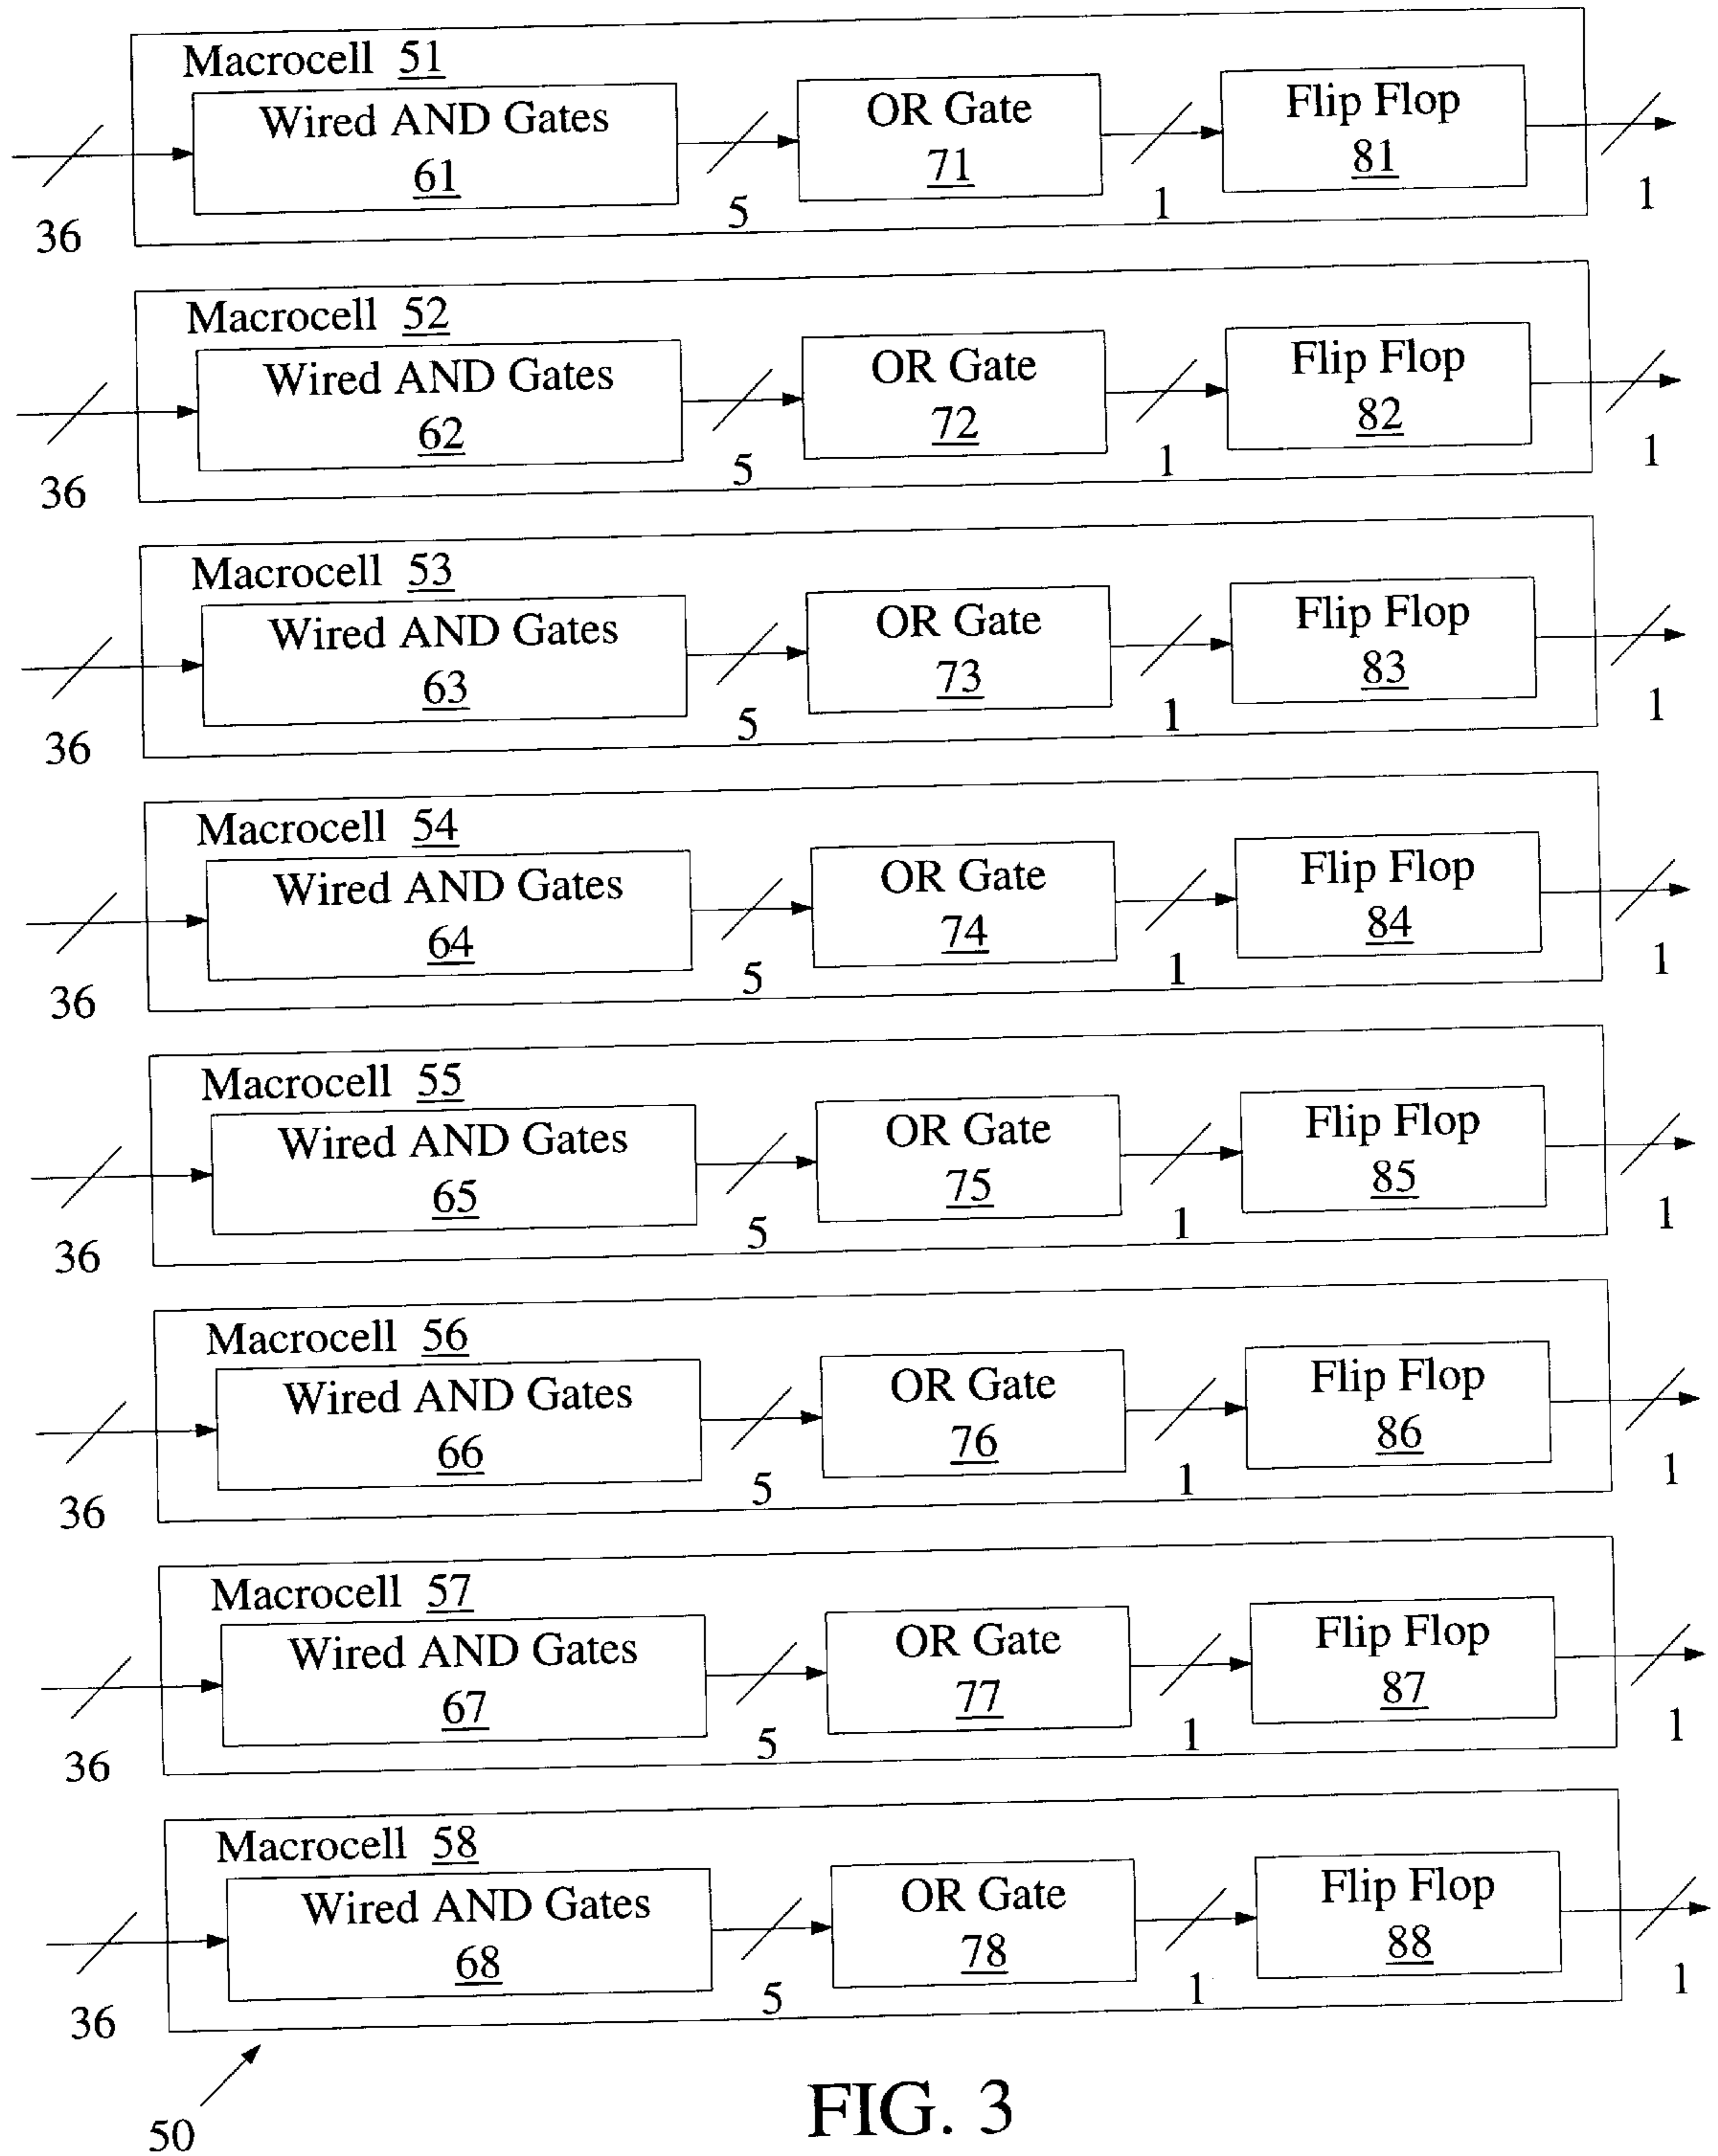 Macrocell 51
Wired AND Gates
61
OR Gate
71
Flip Flop
81
36
5
1
1
Macrocell 52
Wired AND Gates
62
OR Gate
72
Flip Flop
82
36
5
1
1
Macrocell 53
Wired AND Gates
63
OR Gate
73
Flip Flop
83
36
5
1
1
Macrocell 54
Wired AND Gates
64
OR Gate
74
Flip Flop
84
36
5
1
1
Macrocell 55
Wired AND Gates
65
OR Gate
75
Flip Flop
85
36
5
1
1
Macrocell 56
Wired AND Gates
66
OR Gate
76
Flip Flop
86
36
5
1
1
Macrocell 57
Wired AND Gates
67
OR Gate
77
Flip Flop
87
36
5
1
1
Macrocell 58
Wired AND Gates
68
OR Gate
78
Flip Flop
88
36
5
1
1
50
FIG. 3